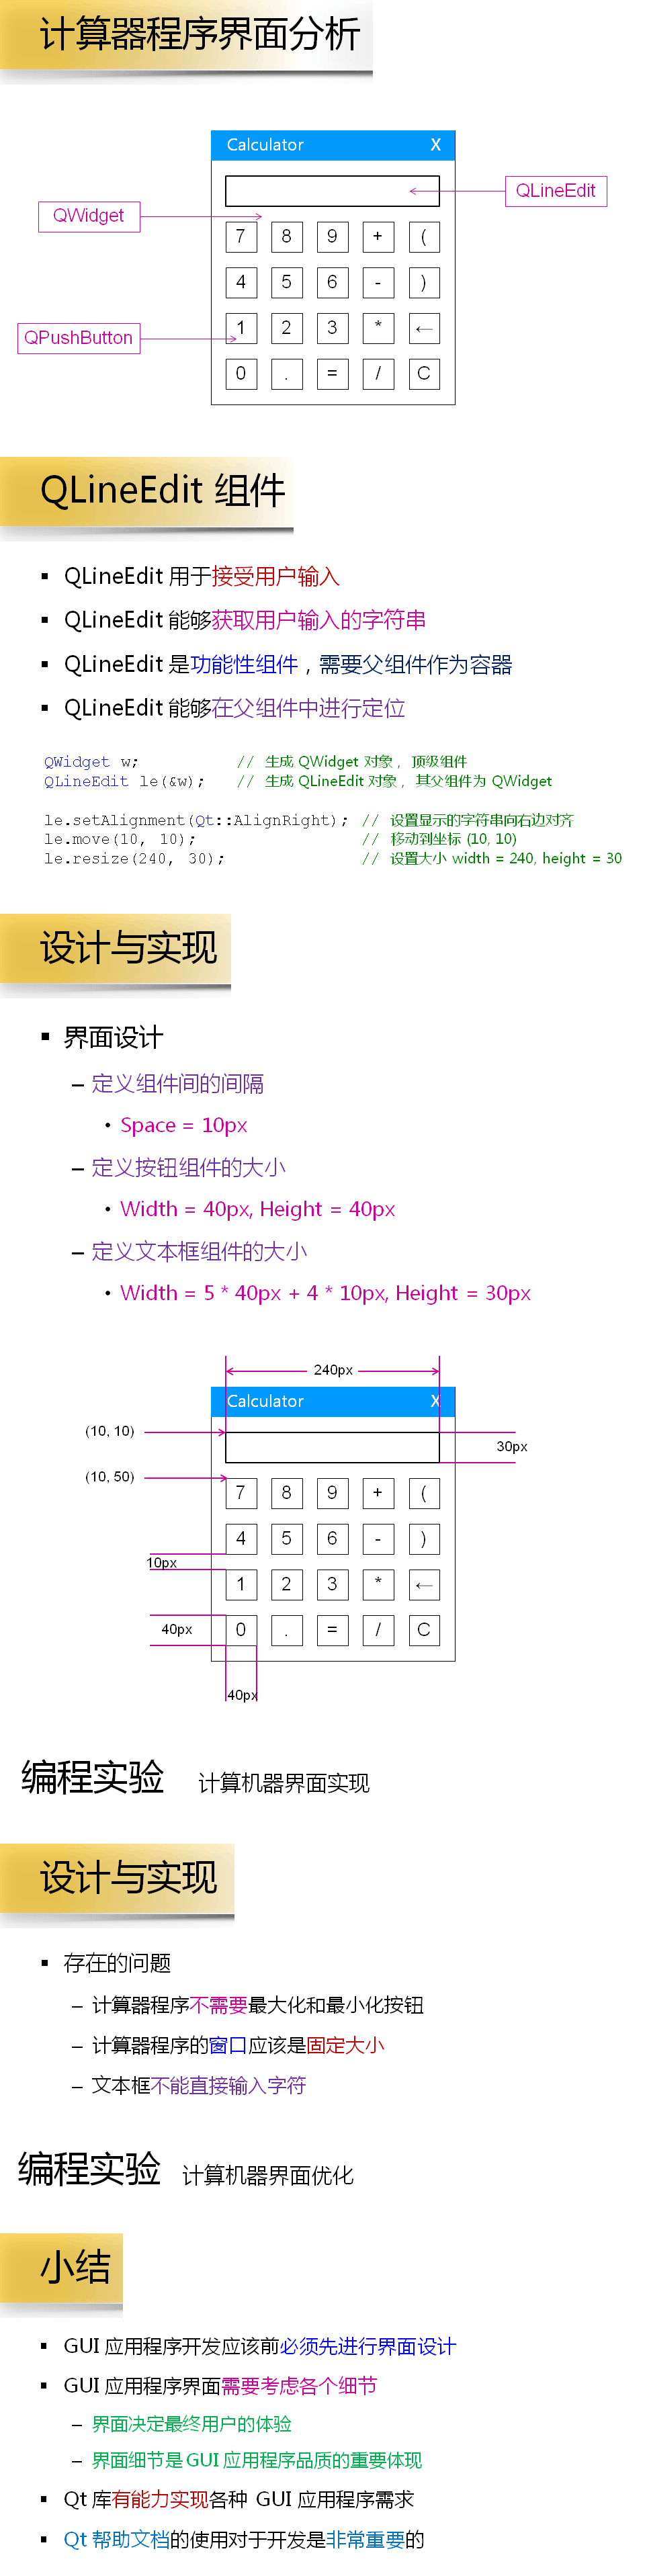 计算器程序界面分析
Calculator X
QLineEdit
QWidget
7 8 9 + (
4 5 6 - )
QPushButton
1 2 3 * ←
0 . = / C
QLineEdit 组件
QLineEdit 用于接受用户输入
QLineEdit 能够获取用户输入的字符串
QLineEdit 是功能性组件，需要父组件作为容器
QLineEdit 能够在父组件中进行定位
QWidget w; // 生成 QWidget 对象，顶级组件
QLineEdit le(&w); // 生成 QLineEdit 对象，其父组件为 QWidget
le.setAlignment(Qt::AlignRight); // 设置显示的字符串向右边对齐
le.move(10, 10); // 移动到坐标 (10, 10)
le.resize(240, 30); // 设置大小 width = 240, height = 30
设计与实现
界面设计
– 定义组件间的间隔
• Space = 10px
– 定义按钮组件的大小
• Width = 40px, Height = 40px
– 定义文本框组件的大小
• Width = 5 * 40px + 4 * 10px, Height = 30px
240px
Calculator X
(10, 10)
30px
(10, 50)
7 8 9 + (
4 5 6 - )
10px
1 2 3 * ←
40px
0 . = / C
40px
编程实验 计算机器界面实现
设计与实现
存在的问题
– 计算器程序不需要最大化和最小化按钮
– 计算器程序的窗口应该是固定大小
– 文本框不能直接输入字符
编程实验 计算机器界面优化
小结
GUI 应用程序开发应该前必须先进行界面设计
GUI 应用程序界面需要考虑各个细节
– 界面决定最终用户的体验
– 界面细节是 GUI 应用程序品质的重要体现
Qt 库有能力实现各种 GUI 应用程序需求
Qt 帮助文档的使用对于开发是非常重要的